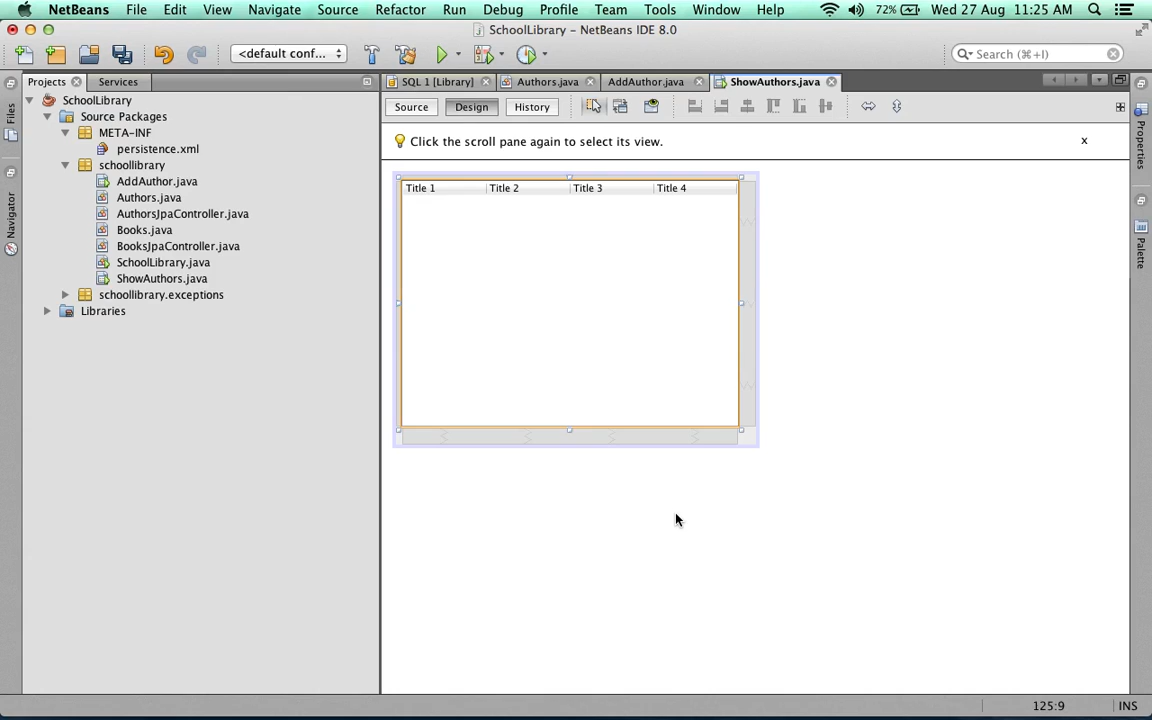 NetBeans File Edit View Navigate Source Refactor Run Debug Profile Team Tools Window Help 72% Wed 27 Aug 11:25 AM
SchoolLibrary – NetBeans IDE 8.0
<default conf... Search (⌘+I)
Projects Services SQL 1 [Library] Authors.java AddAuthor.java ShowAuthors.java
Files
Navigator
SchoolLibrary
Source Packages
META-INF
persistence.xml
schoollibrary
AddAuthor.java
Authors.java
AuthorsJpaController.java
Books.java
BooksJpaController.java
SchoolLibrary.java
ShowAuthors.java
schoollibrary.exceptions
Libraries
Source Design History
Click the scroll pane again to select its view. x
Title 1 Title 2 Title 3 Title 4
Properties
Palette
125:9 INS